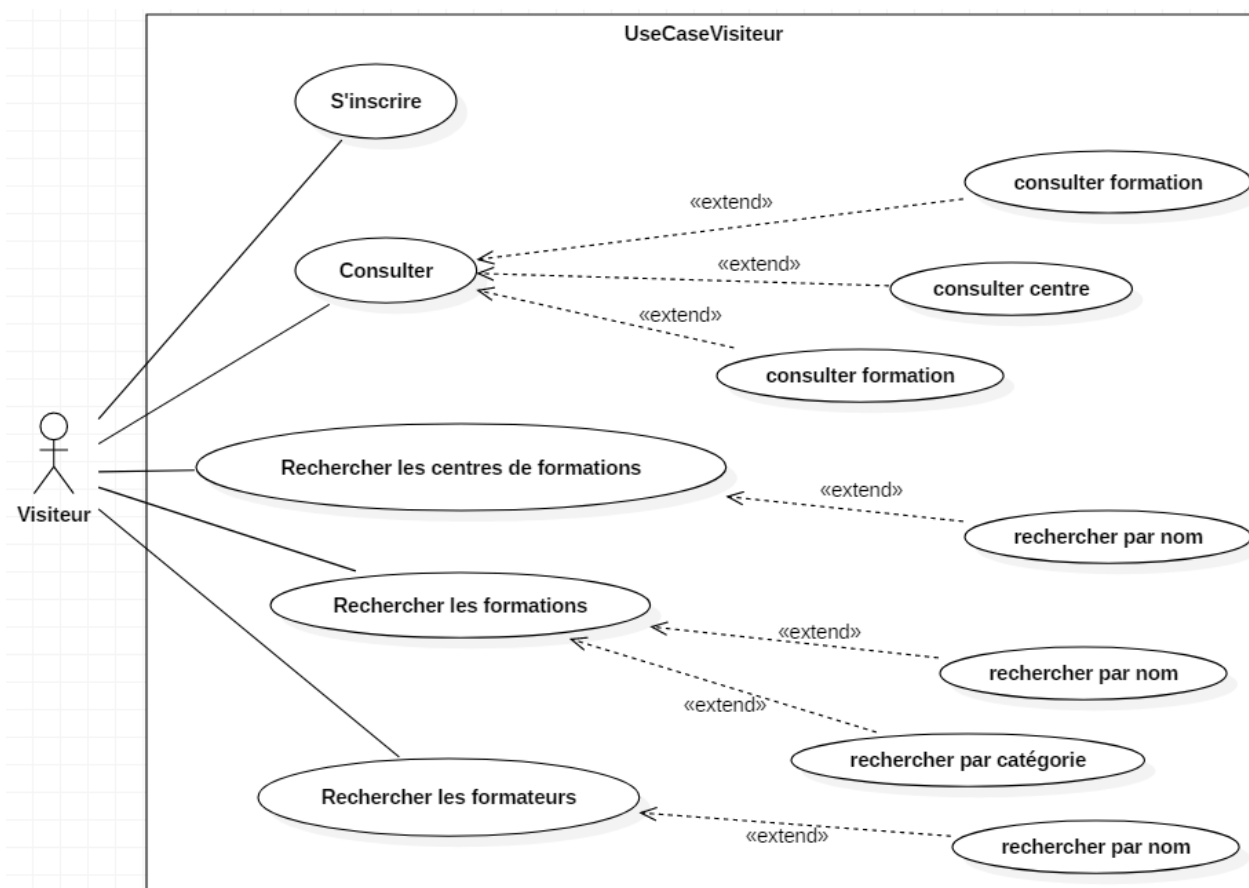 UseCaseVisiteur
S'inscrire
consulter formation
«extend»
Consulter
«extend»
consulter centre
«extend»
consulter formation
Visiteur
Rechercher les centres de formations
«extend»
rechercher par nom
Rechercher les formations
«extend»
rechercher par nom
«extend»
rechercher par catégorie
Rechercher les formateurs
«extend»
rechercher par nom